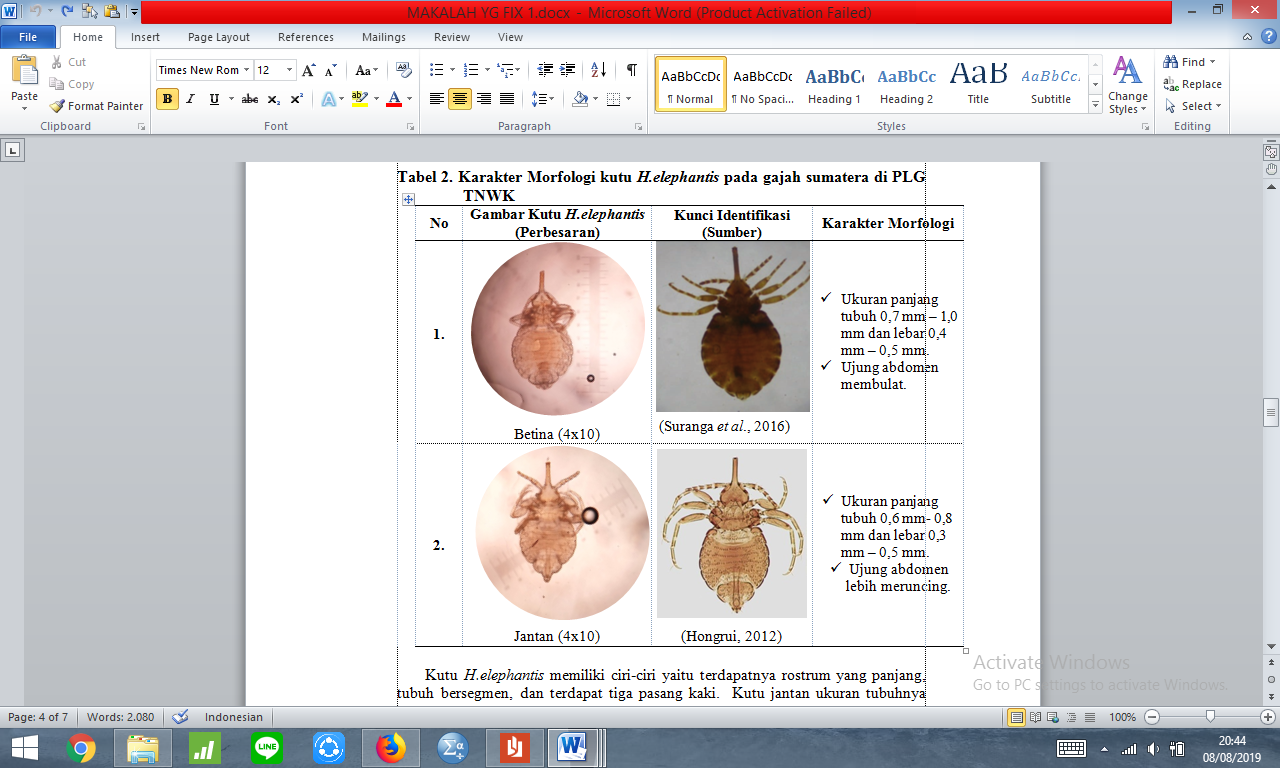 MAKALAH YG FIX 1.docx - Microsoft Word (Product Activation Failed)
File Home Insert Page Layout References Mailings Review View
Paste
Cut
Copy
Format Painter
Clipboard
Times New Rom 12
Font
Paragraph
AaBbCcDc AaBbCcDc AaBbCc AaBbCc AaB AaBbCc.
¶ Normal ¶ No Spaci... Heading 1 Heading 2 Title Subtitle
Change
Styles
Styles
Find
Replace
Select
Editing
Tabel 2. Karakter Morfologi kutu H.elephantis pada gajah sumatera di PLG
TNWK
No
Gambar Kutu H.elephantis
(Perbesaran)
Kunci Identifikasi
(Sumber)
Karakter Morfologi
1.
Betina (4x10)
(Suranga et al., 2016)
✓ Ukuran panjang
tubuh 0,7 mm – 1,0
mm dan lebar 0,4
mm – 0,5 mm.
✓ Ujung abdomen
membulat.
2.
Jantan (4x10)
(Hongrui, 2012)
✓ Ukuran panjang
tubuh 0,6 mm- 0,8
mm dan lebar 0,3
mm – 0,5 mm.
✓ Ujung abdomen
lebih meruncing.
Kutu H.elephantis memiliki ciri-ciri yaitu terdapatnya rostrum yang panjang,
tubuh bersegmen, dan terdapat tiga pasang kaki. Kutu jantan ukuran tubuhnya
Activate Windows
Go to PC settings to activate Windows.
Page: 4 of 7 Words: 2.080 Indonesian 100%
LINE
20:44
08/08/2019